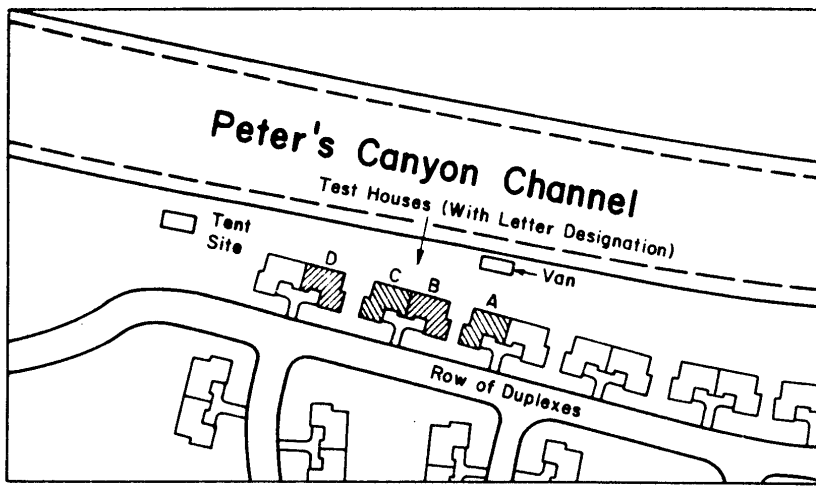 Peter's Canyon Channel
Test Houses (With Letter Designation)
Tent
Site
Van
D
C
B
A
Row of Duplexes